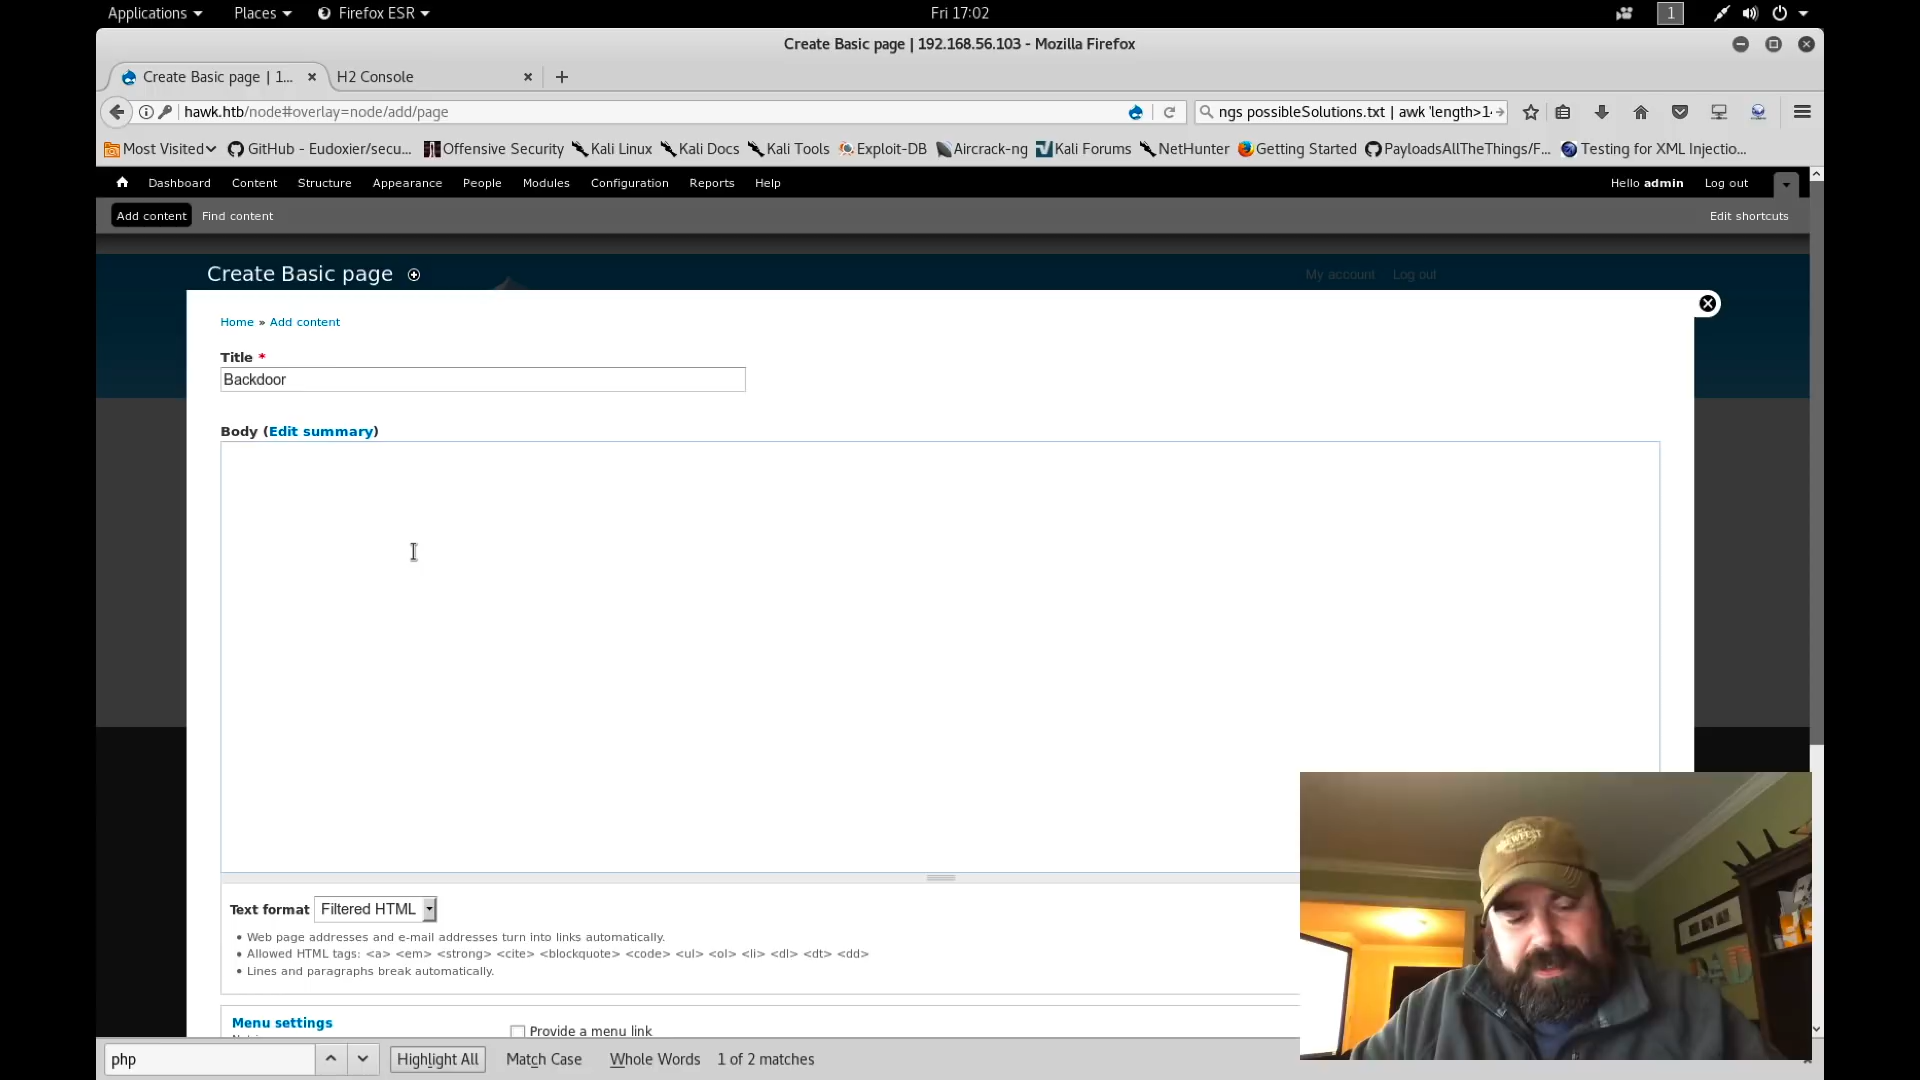 Applications Places Firefox ESR Fri 17:02 1
Create Basic page | 192.168.56.103 - Mozilla Firefox
Create Basic page | 1... H2 Console
hawk.htb/node#overlay=node/add/page ngs possibleSolutions.txt | awk 'length>1
Most Visited GitHub - Eudoxier/secu... Offensive Security Kali Linux Kali Docs Kali Tools Exploit-DB Aircrack-ng Kali Forums NetHunter Getting Started PayloadsAllTheThings/F... Testing for XML Injectio...
Dashboard Content Structure Appearance People Modules Configuration Reports Help Hello admin Log out
Add content Find content Edit shortcuts
Create Basic page My account Log out
Home » Add content
Title *
Backdoor
Body (Edit summary)
Text format Filtered HTML
• Web page addresses and e-mail addresses turn into links automatically.
• Allowed HTML tags: <a> <em> <strong> <cite> <blockquote> <code> <ul> <ol> <li> <dl> <dt> <dd>
• Lines and paragraphs break automatically.
Menu settings
Provide a menu link
php Highlight All Match Case Whole Words 1 of 2 matches